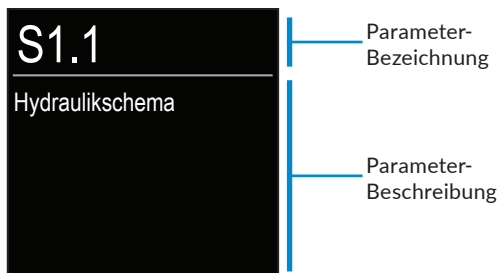 S1.1
Parameter-
Bezeichnung
Hydraulikschema
Parameter-
Beschreibung